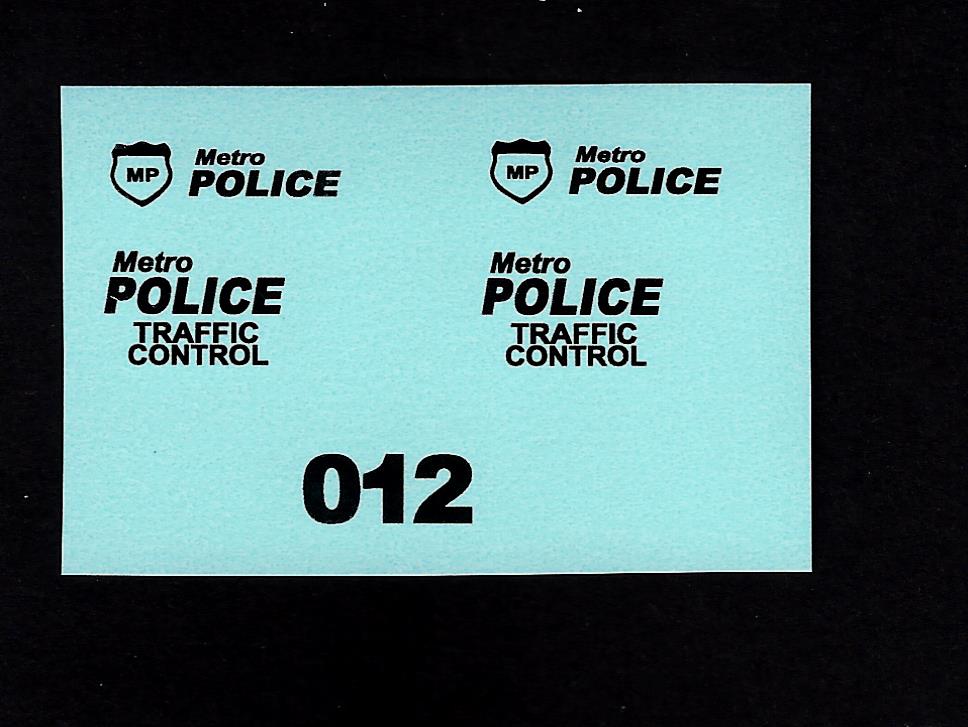 MP Metro POLICE
MP Metro POLICE
Metro
POLICE
TRAFFIC
CONTROL
Metro
POLICE
TRAFFIC
CONTROL
012